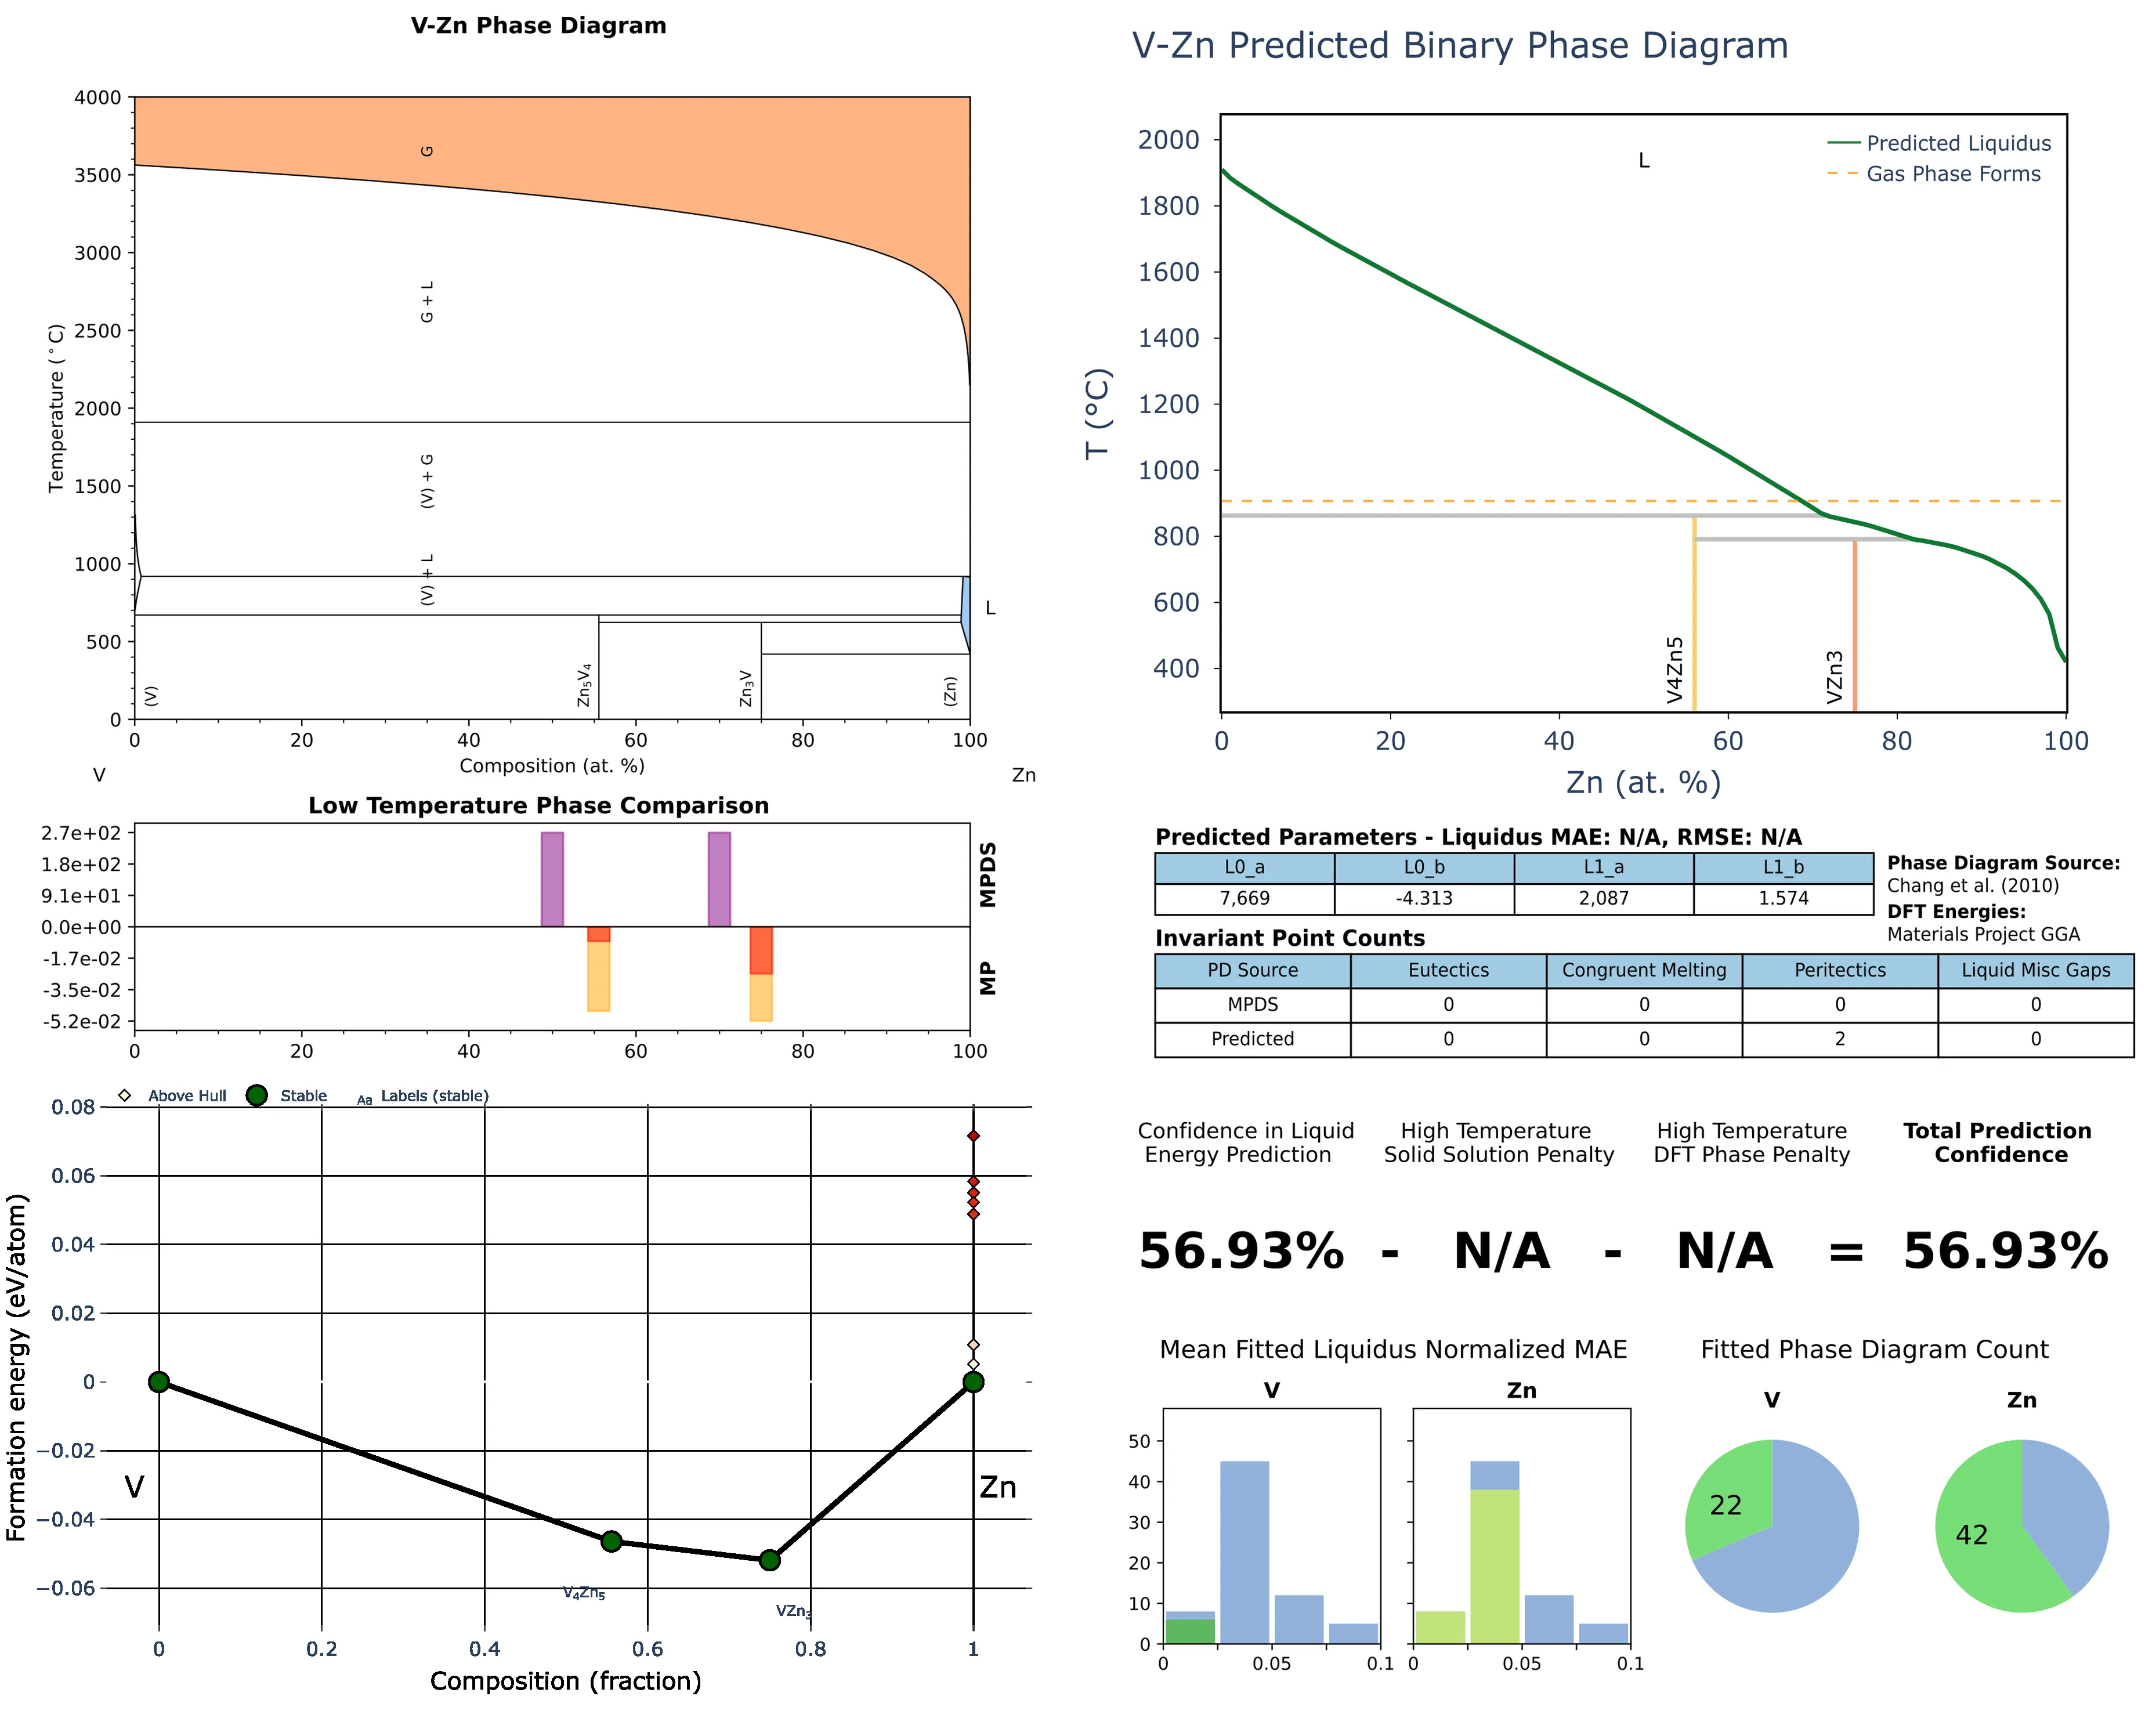 V-Zn Phase Diagram
4000
3500
3000
2500
2000
1500
1000
500
0
Temperature (°C)
G
G + L
(V) + G
(V) + L
L
(V)
Zn5V4
Zn3V
(Zn)
0 20 40 60 80 100
Composition (at. %)
V Zn
V-Zn Predicted Binary Phase Diagram
2000
1800
1600
1400
1200
1000
800
600
400
T (°C)
L
Predicted Liquidus
Gas Phase Forms
V4Zn5
VZn3
0 20 40 60 80 100
Zn (at. %)
Low Temperature Phase Comparison
2.7e+02
1.8e+02
9.1e+01
0.0e+00
-1.7e-02
-3.5e-02
-5.2e-02
MPDS
MP
0 20 40 60 80 100
Predicted Parameters - Liquidus MAE: N/A, RMSE: N/A
L0_a L0_b L1_a L1_b
7,669 -4.313 2,087 1.574
Phase Diagram Source:
Chang et al. (2010)
DFT Energies:
Materials Project GGA
Invariant Point Counts
PD Source Eutectics Congruent Melting Peritectics Liquid Misc Gaps
MPDS 0 0 0 0
Predicted 0 0 2 0
Above Hull Stable Aa Labels (stable)
0.08
0.06
0.04
0.02
0
−0.02
−0.04
−0.06
Formation energy (eV/atom)
V
Zn
V4Zn5
VZn3
0 0.2 0.4 0.6 0.8 1
Composition (fraction)
Confidence in Liquid
Energy Prediction
High Temperature
Solid Solution Penalty
High Temperature
DFT Phase Penalty
Total Prediction
Confidence
56.93% - N/A - N/A = 56.93%
Mean Fitted Liquidus Normalized MAE
V Zn
50
40
30
20
10
0
0 0.05 0.1
0 0.05 0.1
Fitted Phase Diagram Count
V Zn
22
42